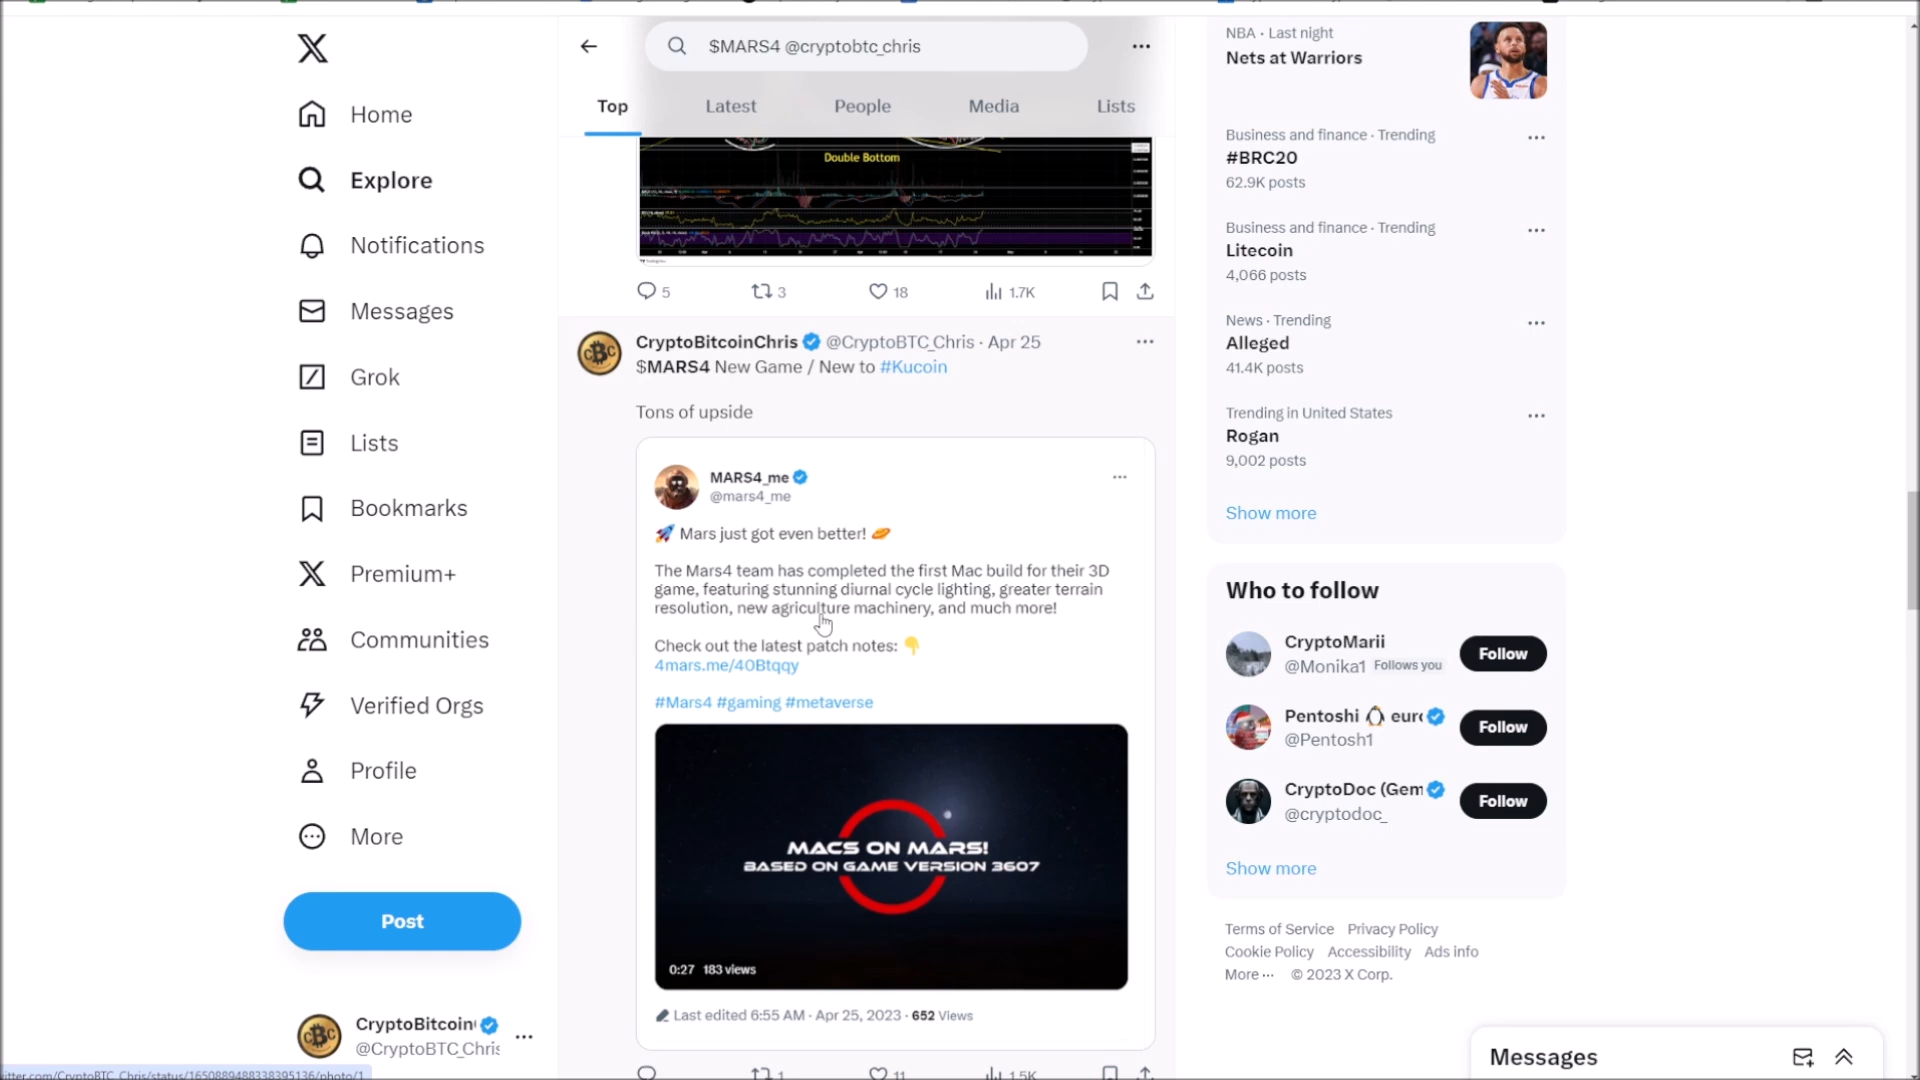 Home
Explore
Notifications
Messages
Grok
Lists
Bookmarks
Premium+
Communities
Verified Orgs
Profile
More
Post
CryptoBitcoin
@CryptoBTC_Chris
$MARS4 @cryptobtc_chris
Top Latest People Media Lists
Double Bottom
5 3 18 1.7K
CryptoBitcoinChris @CryptoBTC_Chris · Apr 25
$MARS4 New Game / New to #Kucoin
Tons of upside
MARS4_me
@mars4_me
🚀 Mars just got even better! 🪐
The Mars4 team has completed the first Mac build for their 3D
game, featuring stunning diurnal cycle lighting, greater terrain
resolution, new agriculture machinery, and much more!
Check out the latest patch notes: 👇
4mars.me/40Btqqy
#Mars4 #gaming #metaverse
MACS ON MARS!
BASED ON GAME VERSION 3607
0:27 183 views
Last edited 6:55 AM · Apr 25, 2023 · 652 Views
1 11 1.5K
NBA · Last night
Nets at Warriors
Business and finance · Trending
#BRC20
62.9K posts
Business and finance · Trending
Litecoin
4,066 posts
News · Trending
Alleged
41.4K posts
Trending in United States
Rogan
9,002 posts
Show more
Who to follow
CryptoMarii
@Monika1 Follows you
Follow
Pentoshi 🐧 eur
@Pentosh1
Follow
CryptoDoc (Gem
@cryptodoc_
Follow
Show more
Terms of Service Privacy Policy
Cookie Policy Accessibility Ads info
More ··· © 2023 X Corp.
Messages
itter.com/CryptoBTC_Chris/status/1650889488338395136/photo/1